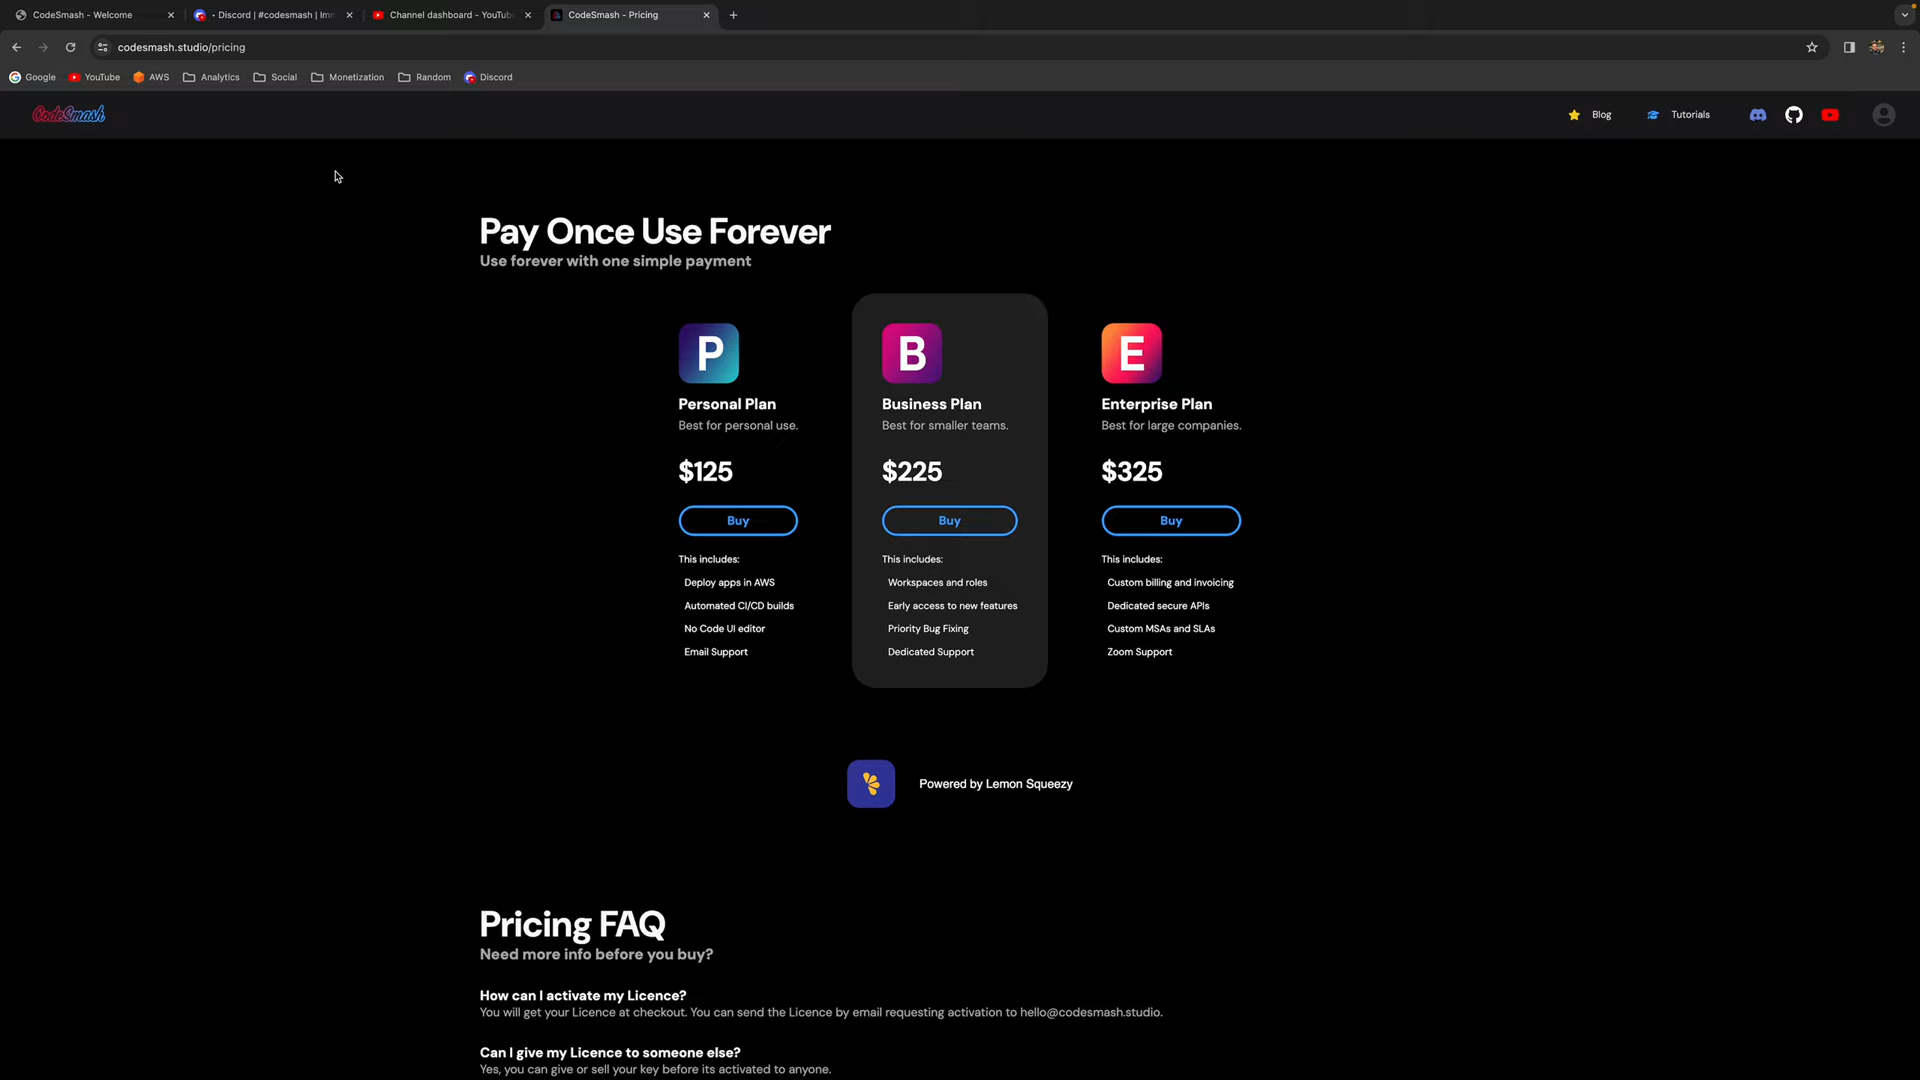 CodeSmash - Welcome
• Discord | #codesmash | Imm
Channel dashboard - YouTube
CodeSmash - Pricing
codesmash.studio/pricing
Google
YouTube
AWS
Analytics
Social
Monetization
Random
Discord
CodeSmash
Blog
Tutorials
Pay Once Use Forever
Use forever with one simple payment
P
Personal Plan
Best for personal use.
$125
Buy
This includes:
Deploy apps in AWS
Automated CI/CD builds
No Code UI editor
Email Support
B
Business Plan
Best for smaller teams.
$225
Buy
This includes:
Workspaces and roles
Early access to new features
Priority Bug Fixing
Dedicated Support
E
Enterprise Plan
Best for large companies.
$325
Buy
This includes:
Custom billing and invoicing
Dedicated secure APIs
Custom MSAs and SLAs
Zoom Support
Powered by Lemon Squeezy
Pricing FAQ
Need more info before you buy?
How can I activate my Licence?
You will get your Licence at checkout. You can send the Licence by email requesting activation to hello@codesmash.studio.
Can I give my Licence to someone else?
Yes, you can give or sell your key before its activated to anyone.